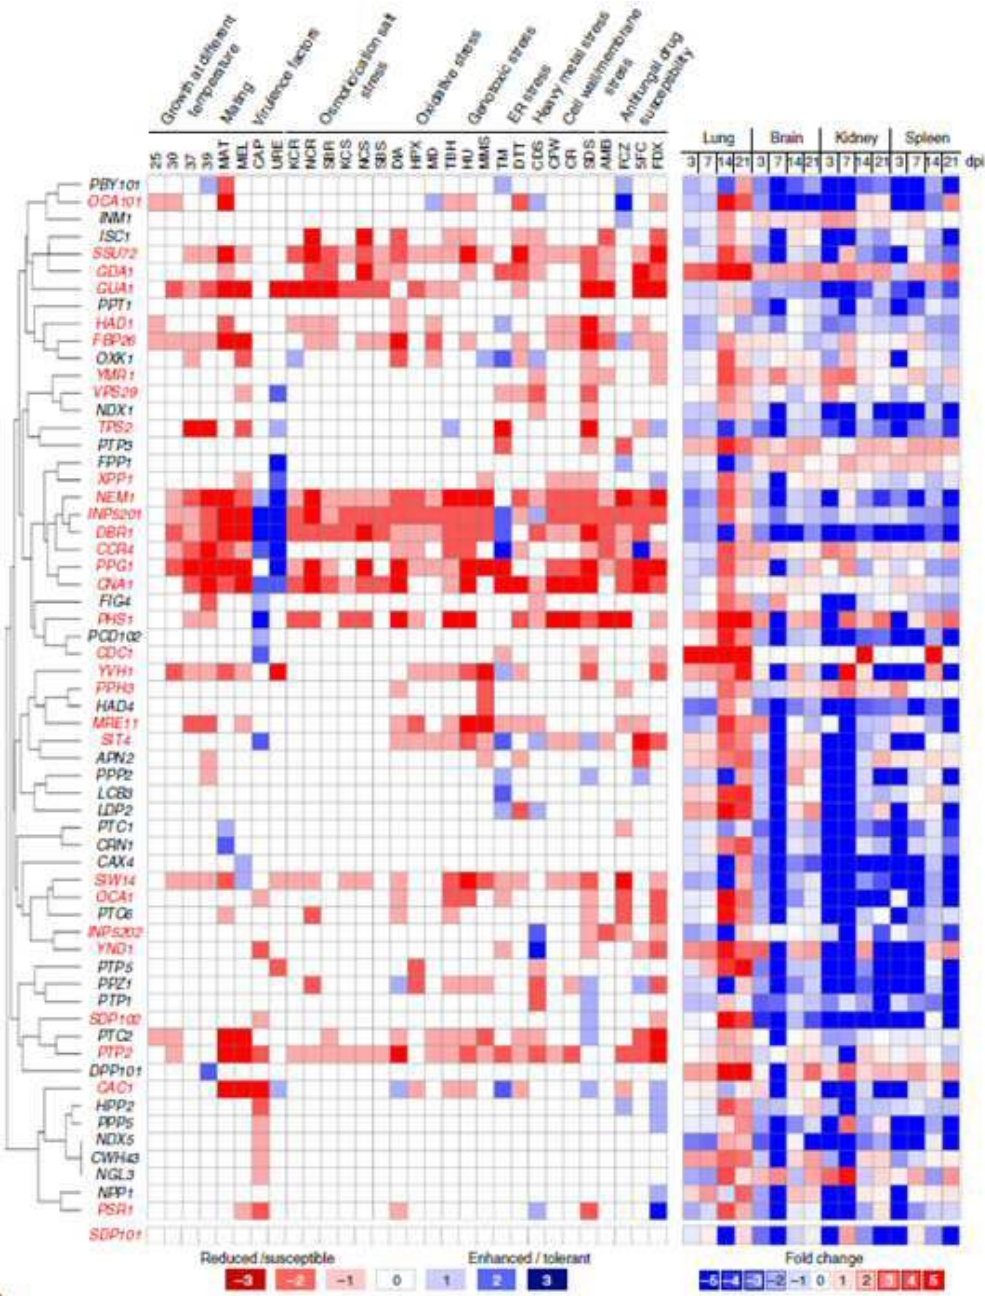 Growth at different temperature
Mating
Virulence factors
Osmotic/cation salt stress
Oxidative stress
Genotoxic stress
ER stress
Heavy metal stress
Cell wall/membrane stress
Antifungal drug susceptibility
25 30 37 39 MAT MEL CAP URE KCR NCR SBR KCS NCS SBS DIA HPX MD TBH HU MMS TM DTT CDS CFW CR SDS AMB FCZ 5FC FDX
Lung Brain Kidney Spleen
3 7 14 21 3 7 14 21 3 7 14 21 3 7 14 21 dpi
PBY101
OCA101
INM1
ISC1
SSU72
GDA1
GUA1
PPT1
HAD1
FBP26
OXK1
YMR1
VPS29
NDX1
TPS2
PTP3
FPP1
XPP1
NEM1
INP5201
DBR1
CCR4
PPG1
CNA1
FIG4
PHS1
PCD102
CDC1
YVH1
PPH3
HAD4
MRE11
SIT4
APN2
PPP2
LCB3
LDP2
PTC1
CRN1
CAX4
SIW14
OCA1
PTC6
INP5202
YND1
PTP5
PPZ1
PTP1
SDP102
PTC2
PTP2
DPP101
CAC1
HPP2
PPP5
NDX5
CWH43
NGL3
NPP1
PSR1
SDP101
Reduced /susceptible Enhanced / tolerant
-3 -2 -1 0 1 2 3
Fold change
-5 -4 -3 -2 -1 0 1 2 3 4 5